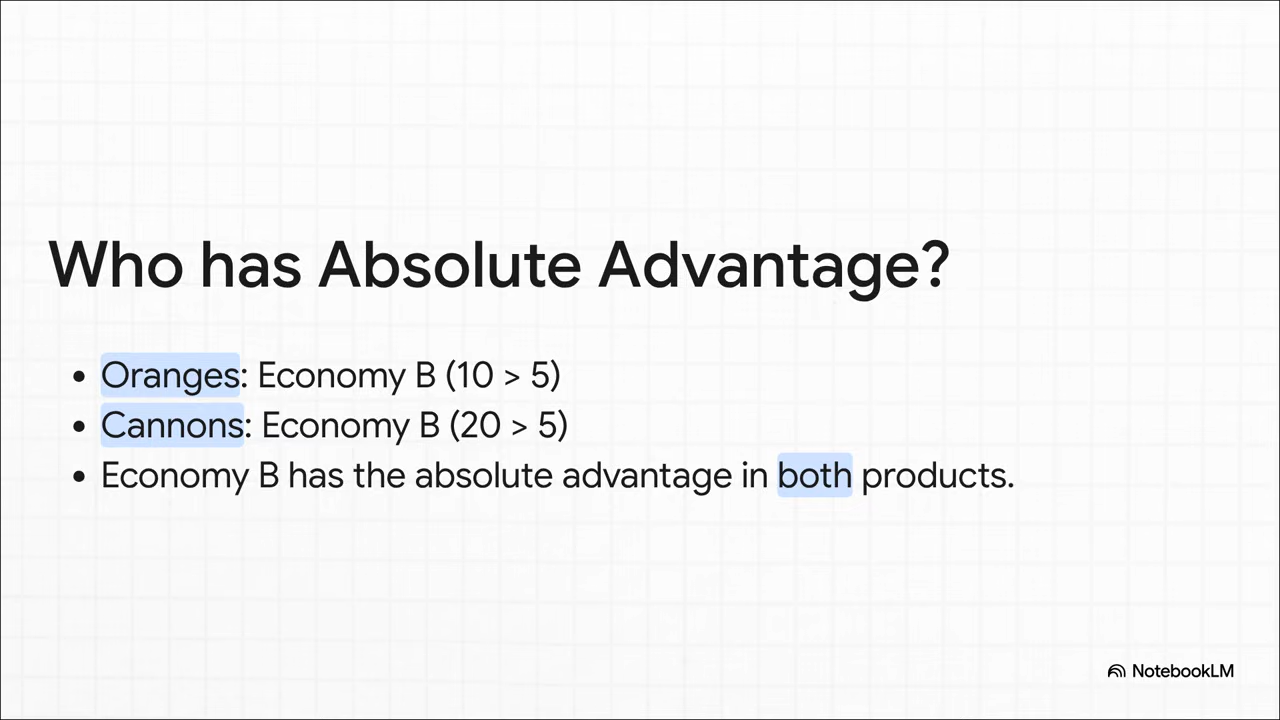 Who has Absolute Advantage?
• Oranges: Economy B (10 > 5)
• Cannons: Economy B (20 > 5)
• Economy B has the absolute advantage in both products.
NotebookLM